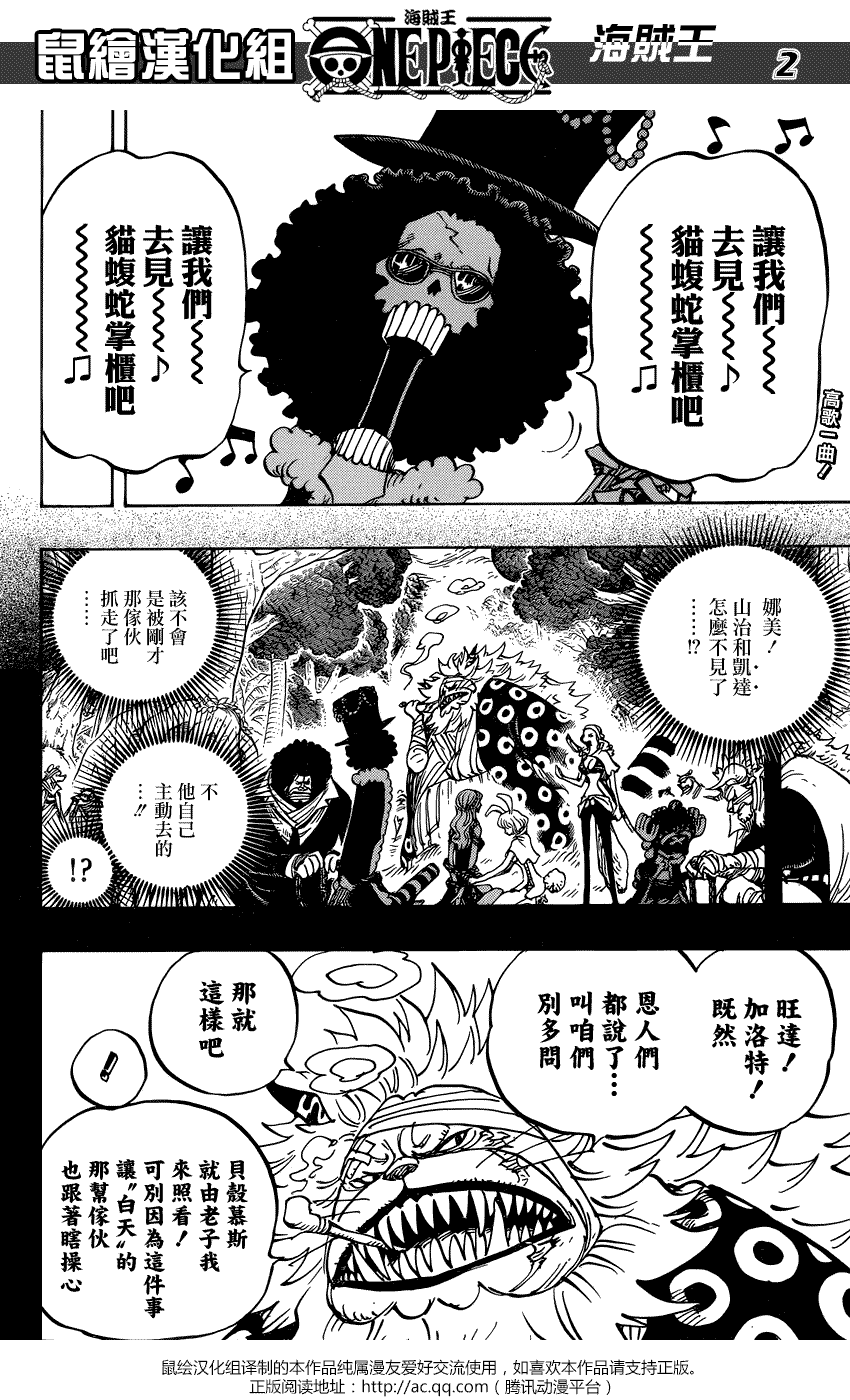 鼠繪漢化組
海賊王
ONE PIECE
海賊王
2
讓我們
去見♪
貓蝮蛇掌櫃吧♫
高歌一曲！
讓我們
去見♪
貓蝮蛇掌櫃吧♫
娜美！
山治和凱達
怎麼不見了
……!?
該不會
是被剛才
那傢伙
抓走了吧
……
不
他自己
主動去的
…!!
!?
旺達！
加洛特！
既然
恩人們
都說了…
叫咱們
別多問
那就
這樣吧
！
貝殼慕斯
就由老子我
來照看！
可別因為這件事
讓〝白天〞的
那幫傢伙
也跟著瞎操心
鼠绘汉化组译制的本作品纯属漫友爱好交流使用，如喜欢本作品请支持正版。
正版阅读地址：http://ac.qq.com（腾讯动漫平台）